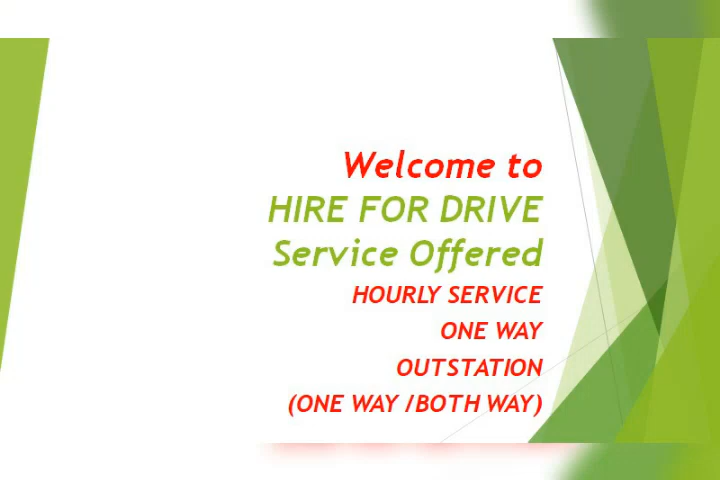 Welcome to
HIRE FOR DRIVE
Service Offered
HOURLY SERVICE
ONE WAY
OUTSTATION
(ONE WAY /BOTH WAY)